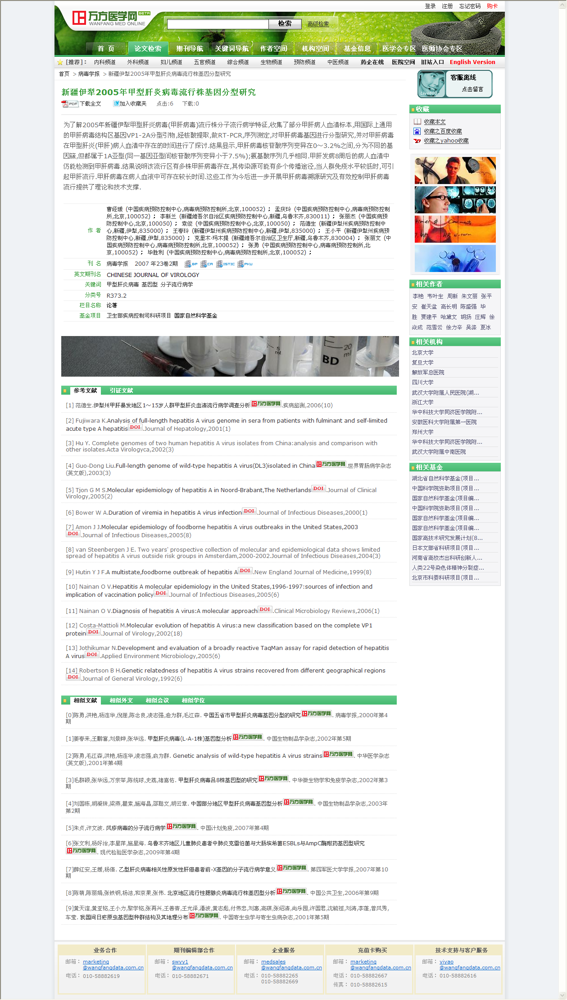 登录 注册 忘记密码 购卡
万方医学网 BETA
WANFANG MED ONLINE
检索 高级检索
首 页 论文检索 期刊导航 关键词导航 作者空间 机构空间 基金信息 医学会专区 医师协会专区
[推荐]： 内科频道 外科频道 妇儿频道 五官频道 综合频道 生物频道 预防频道 中医频道 药企在线 医院空间 旧站入口 English Version
首页 > 病毒学报 > 新疆伊犁2005年甲型肝炎病毒流行株基因分型研究
客服离线
点击留言
Live800
新疆伊犁2005年甲型肝炎病毒流行株基因分型研究
PDF 下载全文 加入收藏夹 点击:6 下载:0
为了解2005年新疆伊犁甲型肝炎病毒(甲肝病毒)流行株分子流行病学特征,收集了部分甲肝病人血清标本,用国际上通用
的甲肝病毒结构区基因VP1-2A分型引物,经核酸提取,做RT-PCR,序列测定,对甲肝病毒基因进行分型研究,并对甲肝病毒
在甲型肝炎(甲肝)病人血清中存在的时间进行了探讨.结果显示,甲肝病毒核苷酸序列变异在0～3.2%之间,分为不同的基
因簇,但都属于1A亚型(同一基因亚型间核苷酸序列变异小于7.5%);氨基酸序列几乎相同.甲肝发病8周后的病人血清中
仍能检测到甲肝病毒.结果说明该流行区有多株甲肝病毒存在,其传染源可能有多个传播途径,当人群免疫水平较低时,可引
起甲肝流行.甲肝病毒在病人血液中可存在较长时间.这些工作为今后进一步开展甲肝病毒溯源研究及有效控制甲肝病毒
流行提供了理论和技术支撑.
作 者
曹经瑗 (中国疾病预防控制中心,病毒病预防控制所,北京,100052) ； 孟庆玲 (中国疾病预防控制中心,病毒病预防控制
所,北京,100052) ； 李新兰 (新疆维吾尔自治区疾病预防控制中心,新疆,乌鲁木齐,830011) ； 张丽杰 (中国疾病预
防控制中心,北京,100050) ； 袁俊 (中国疾病预防控制中心,北京,100050) ； 范德生 (新疆伊犁州疾病预防控制中
心,新疆,伊犁,835000) ； 王春玲 (新疆伊犁州疾病预防控制中心,新疆,伊犁,835000) ； 王小平 (新疆伊犁州疾病预
防控制中心,新疆,伊犁,835000) ； 克里木·玛木提 (新疆维吾尔自治区卫生厅,新疆,乌鲁木齐,830004) ； 张丽文 (中
国疾病预防控制中心,病毒病预防控制所,北京,100052) ； 张勇 (中国疾病预防控制中心,病毒病预防控制所,北
京,100052) ； 毕胜利 (中国疾病预防控制中心,病毒病预防控制所,北京,100052) ；
刊 名 病毒学报 2007 年23卷2期 BP CA ISTIC PKU
英文期刊名 CHINESE JOURNAL OF VIROLOGY
关键词 甲型肝炎病毒 基因型 分子流行病学
分类号 R373.2
栏目名称 论著
基金项目 卫生部疾病控制司科研项目 国家自然科学基金
5 ml
BD
20 ml
参考文献 引证文献
[1] 范德生.伊犁州甲肝暴发地区1～15岁人群甲型肝炎血清流行病学调查分析 万方医学网 .疾病监测,2006(10)
[2] Fujiwara K.Analysis of full-length hepatitis A virus genome in sera from patients with fulminant and self-limited
acute type A hepatitis DOI .Journal of Hepatology,2001(1)
[3] Hu Y. Complete genomes of two human hepatitis A virus isolates from China:analysis and comparison with
other isolates.Acta Virologyca,2002(3)
[4] Guo-Dong Liu.Full-length genome of wild-type hepatitis A virus(DL3)isolated in China 万方医学网 .世界胃肠病学杂志
(英文版),2003(3)
[5] Tjon G M S.Molecular epidemiology of hepatitis A in Noord-Brabant,The Netherlands DOI .Journal of Clinical
Virology,2005(2)
[6] Bower W A.Duration of viremia in hepatitis A virus infection DOI .Journal of Infectious Diseases,2000(1)
[7] Amon J J.Molecular epidemiology of foodborne hepatitis A virus outbreaks in the United States,2003
DOI .Journal of Infectious Diseases,2005(8)
[8] van Steenbergen J E. Two years' prospective collection of molecular and epidemiological data shows limited
spread of hepatitis A virus outside risk groups in Amsterdam,2000-2002.Journal of Infectious Diseases,2004(3)
[9] Hutin Y J F.A multistate,foodborne outbreak of hepatitis A DOI .New England Journal of Medicine,1999(8)
[10] Nainan O V.Hepatitis A molecular epidemiology in the United States,1996-1997:sources of infection and
implication of vaccination policy DOI .Journal of Infectious Diseases,2005(6)
[11] Nainan O V.Diagnosis of hepatitis A virus:A molecular approach DOI .Clinical Microbiology Reviews,2006(1)
[12] Costa-Mattioli M.Molecular evolution of hepatitis A virus:a new classification based on the complete VP1
protein DOI .Journal of Virology,2002(18)
[13] Jothikumar N.Development and evaluation of a broadly reactive TaqMan assay for rapid detection of hepatitis
A virus DOI .Applied Environment Microbiology,2005(6)
[14] Robertson B H.Genetic relatedness of hepatitis A virus strains recovered from different geographical regions
DOI .Journal of General Virology,1992(6)
相似文献 相似外文 相似会议 相似学位
[0]陈勇,洪艳,杨连华,倪崖,陈念良,凌志强,愈为群,毛江森. 中国五省市甲型肝炎病毒基因分型的研究 万方医学网 . 病毒学报,2000年第4
期
[1]姜春来,王鹏富,刘景晔,张华远. 甲型肝炎病毒(L-A-1株)基因型分析 万方医学网 . 中国生物制品学杂志,2002年第5期
[2]陈勇,毛江森,洪艳,杨连华,凌志强,俞为群. Genetic analysis of wild-type hepatitis A virus strains 万方医学网 . 中华医学杂志
(英文版),2001年第4期
[3]毛群颖,张华远,万宗举,陈统球,史荔,褚嘉佑. 甲型肝炎病毒吕8株基因型的研究 万方医学网 . 中华微生物学和免疫学杂志,2002年第3
期
[4]刘国栋,胡凝珠,梁燕,瞿素,施海晶,邵聪文,胡云章. 中国部分地区甲型肝炎病毒基因型分析 万方医学网 . 中国生物制品学杂志,2003年
第2期
[5]朱贞,许文波. 风疹病毒的分子流行病学 万方医学网 . 中国计划免疫,2007年第4期
[6]张文利,杨好治,李星萍,施星海. 乌鲁木齐地区儿童肺炎患者中肺炎克雷伯菌与大肠埃希菌ESBLs与AmpC酶耐药基因型研究
万方医学网 . 现代检验医学杂志,2009年第4期
[7]薛红安,王媛,杨倩. 乙型肝炎病毒相关性原发性肝癌患者前-X基因的分子流行病学意义 万方医学网 . 第四军医大学学报,2007年第10
期
[8]陈萌,陈丽娟,张铁钢,杨洁,和京果,张伟. 北京地区流行性腮腺炎病毒流行株基因型分析 万方医学网 . 中国公共卫生,2006年第9期
[9]黄天谊,黄亚铭,王小力,黎学铭,张再兴,王善青,王光泽,潘波,黄志彪,付伟忠,刘惠,高琪,张绍清,尚乐园,许国君,沈毓祖,刘涛,李蓬,曾凤秀,
车莹. 我国间日疟原虫基因型种群结构及其地理分布 万方医学网 . 中国寄生虫学与寄生虫病杂志,2001年第5期
收藏
收藏本文
收藏之百度收藏
收藏之yahoo收藏
相关作者
李艳 韦叶生 周新 朱文丽 张平
安 崔天盆 高长明 陈盛强 毕
胜 贾建平 哈黛文 胡扬 庄辉 徐
焱成 范雪云 徐力辛 吴涤 夏冰
相关机构
北京大学
复旦大学
解放军总医院
四川大学
武汉大学附属人民医院(湖...
浙江大学
华中科技大学同济医学院附...
安徽医科大学附属第一医院
郑州大学
华中科技大学同济医学院附...
武汉大学附属中南医院
相关基金
湖北省自然科学基金(项目...
中国科学院资助项目(项目...
国家自然科学基金(项目编...
中国科学院资助项目(项目...
国家自然科学基金(项目编...
国家自然科学基金(项目编...
国家高技术研究发展计划(8...
日本文部省科研项目(项目...
河南省高校杰出科研创新人...
人类22号染色体精神分裂症...
北京市科委科研项目(项目...
业务合作 期刊编辑部合作 企业服务 充值卡购买 技术支持与客户服务
邮箱： marketing 邮箱： swyy1 邮箱： medsales 邮箱： marketing 邮箱： yiyao
@wangfangdata.com.cn @wangfangdata.com.cn @wangfangdata.com.cn @wangfangdata.com.cn @wangfangdata.com.cn
电话： 010-58882619 电话： 010-58882671 电话： 010-58882265 电话： 010-58882667 电话： 010-58882616
010-58882669 传真： 010-58882615